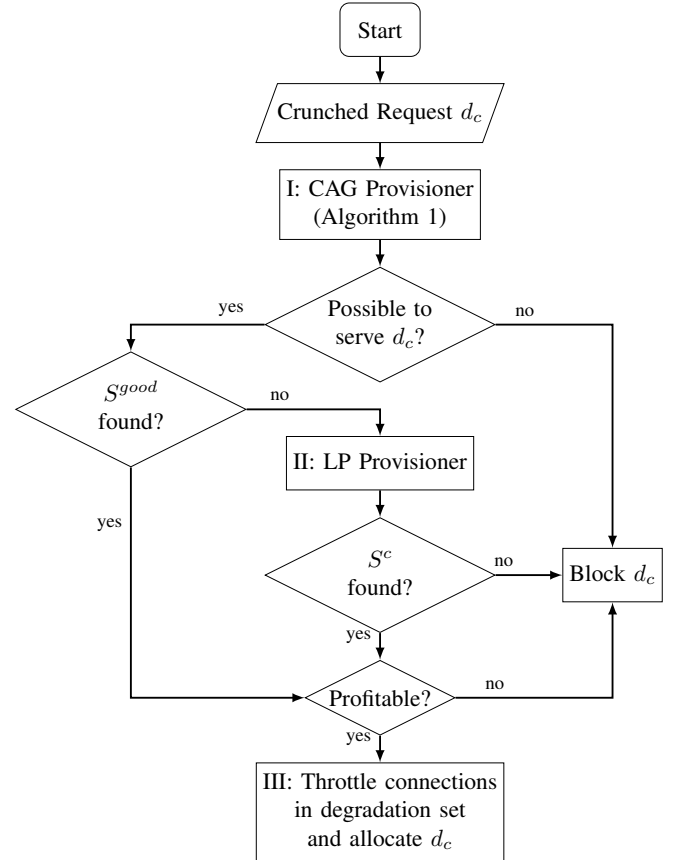 Start
Crunched Request d_c
I: CAG Provisioner
(Algorithm 1)
Possible to
serve d_c?
yes
no
S^good
found?
no
II: LP Provisioner
yes
S^c
found?
no
Block d_c
yes
Profitable?
no
yes
III: Throttle connections
in degradation set
and allocate d_c